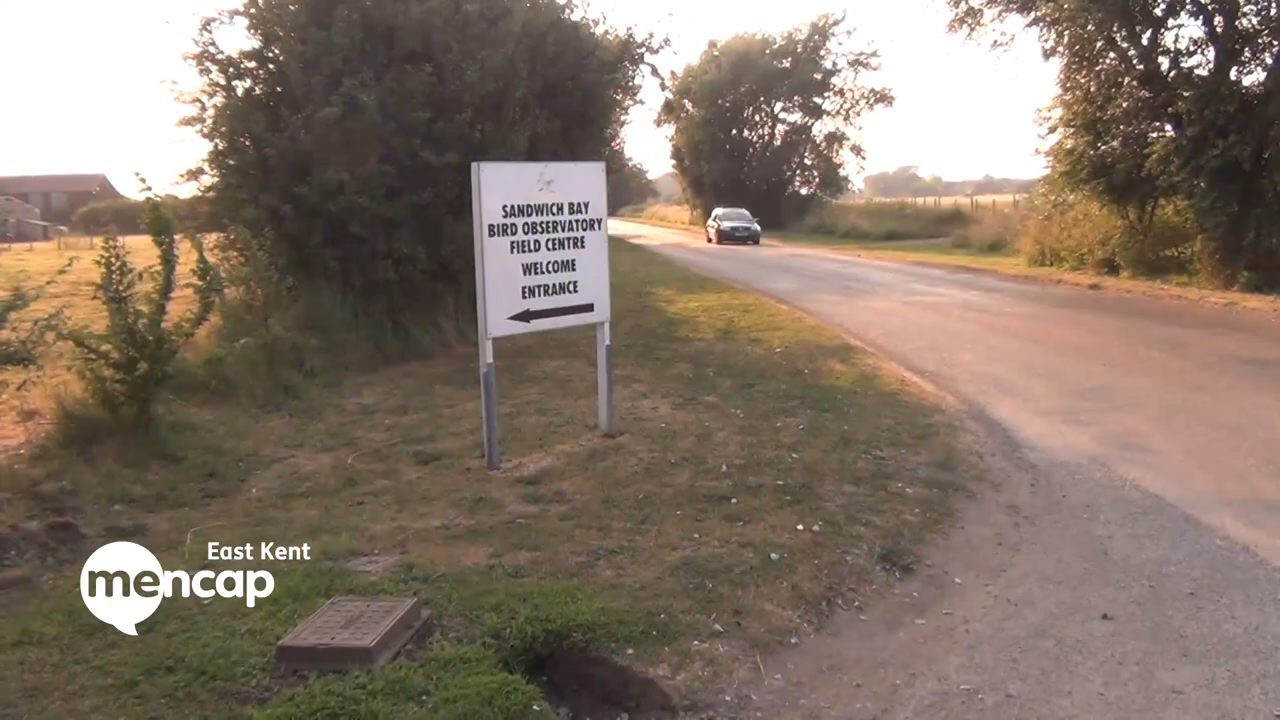 SANDWICH BAY
BIRD OBSERVATORY
FIELD CENTRE
WELCOME
ENTRANCE
East Kent
mencap